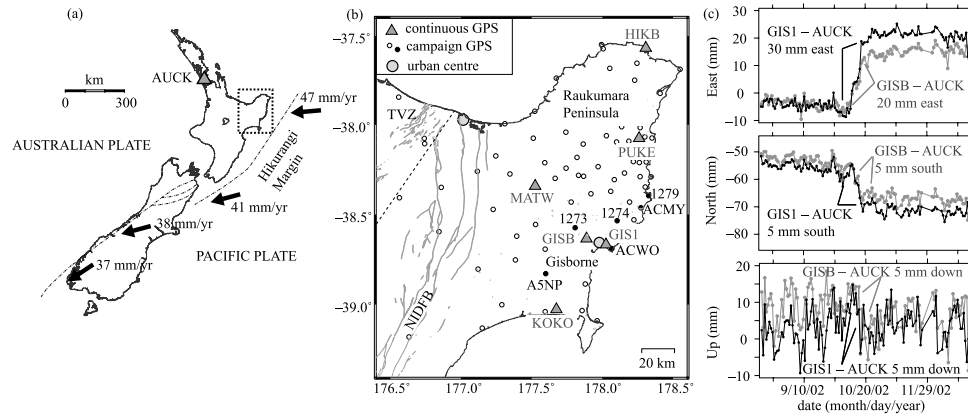 (a)
AUCK
km
0 300
47 mm/yr
AUSTRALIAN PLATE
Hikurangi
Margin
41 mm/yr
38 mm/yr
PACIFIC PLATE
37 mm/yr
(b)
continuous GPS
campaign GPS
urban centre
HIKB
TVZ
Raukumara
Peninsula
PUKE
MATW
1279
ACMY
1273
1274
GISB
GIS1
ACWO
Gisborne
A5NP
NIDFB
KOKO
20 km
−37.5°
−38.0°
−38.5°
−39.0°
176.5°
177.0°
177.5°
178.0°
178.5°
(c)
East (mm)
30
20
10
0
−10
GIS1 – AUCK
30 mm east
GISB – AUCK
20 mm east
North (mm)
−50
−60
−70
−80
GISB – AUCK
5 mm south
GIS1 – AUCK
5 mm south
Up (mm)
20
10
0
−10
GISB – AUCK 5 mm down
GIS1 – AUCK 5 mm down
9/10/02
10/20/02
11/29/02
date (month/day/year)